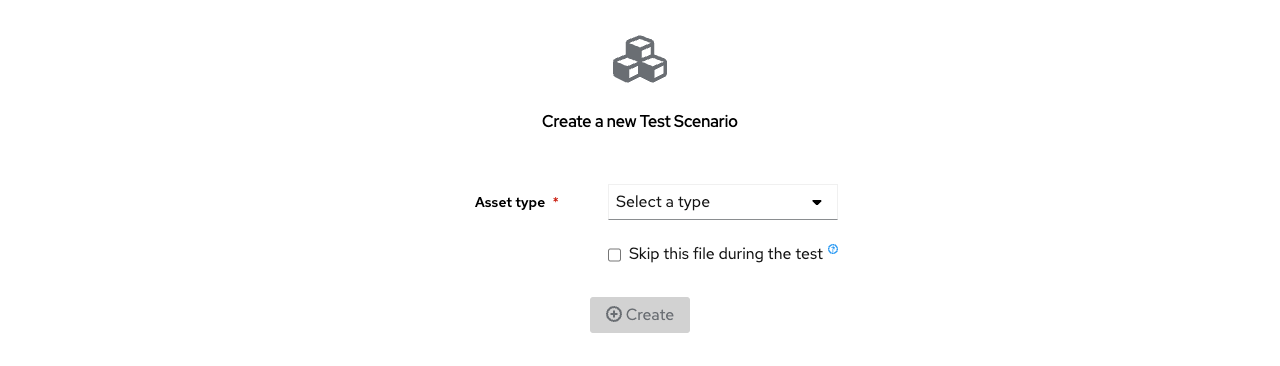 Create a new Test Scenario
Asset type *
Select a type
Skip this file during the test
Create